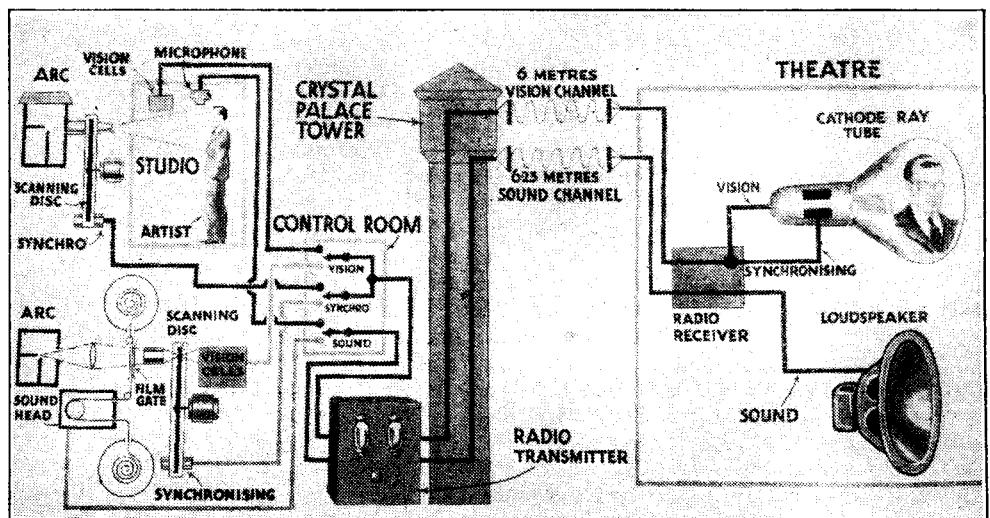 ARC
VISION
CELLS
MICROPHONE
STUDIO
SCANNING
DISC
SYNCHRO
ARTIST
CRYSTAL
PALACE
TOWER
CONTROL ROOM
VISION
SYNCHRO
SOUND
ARC
SCANNING
DISC
VISION
CELLS
FILM
GATE
SOUND
HEAD
SYNCHRONISING
RADIO
TRANSMITTER
6 METRES
VISION CHANNEL
6·25 METRES
SOUND CHANNEL
THEATRE
CATHODE RAY
TUBE
VISION
SYNCHRONISING
RADIO
RECEIVER
LOUDSPEAKER
SOUND